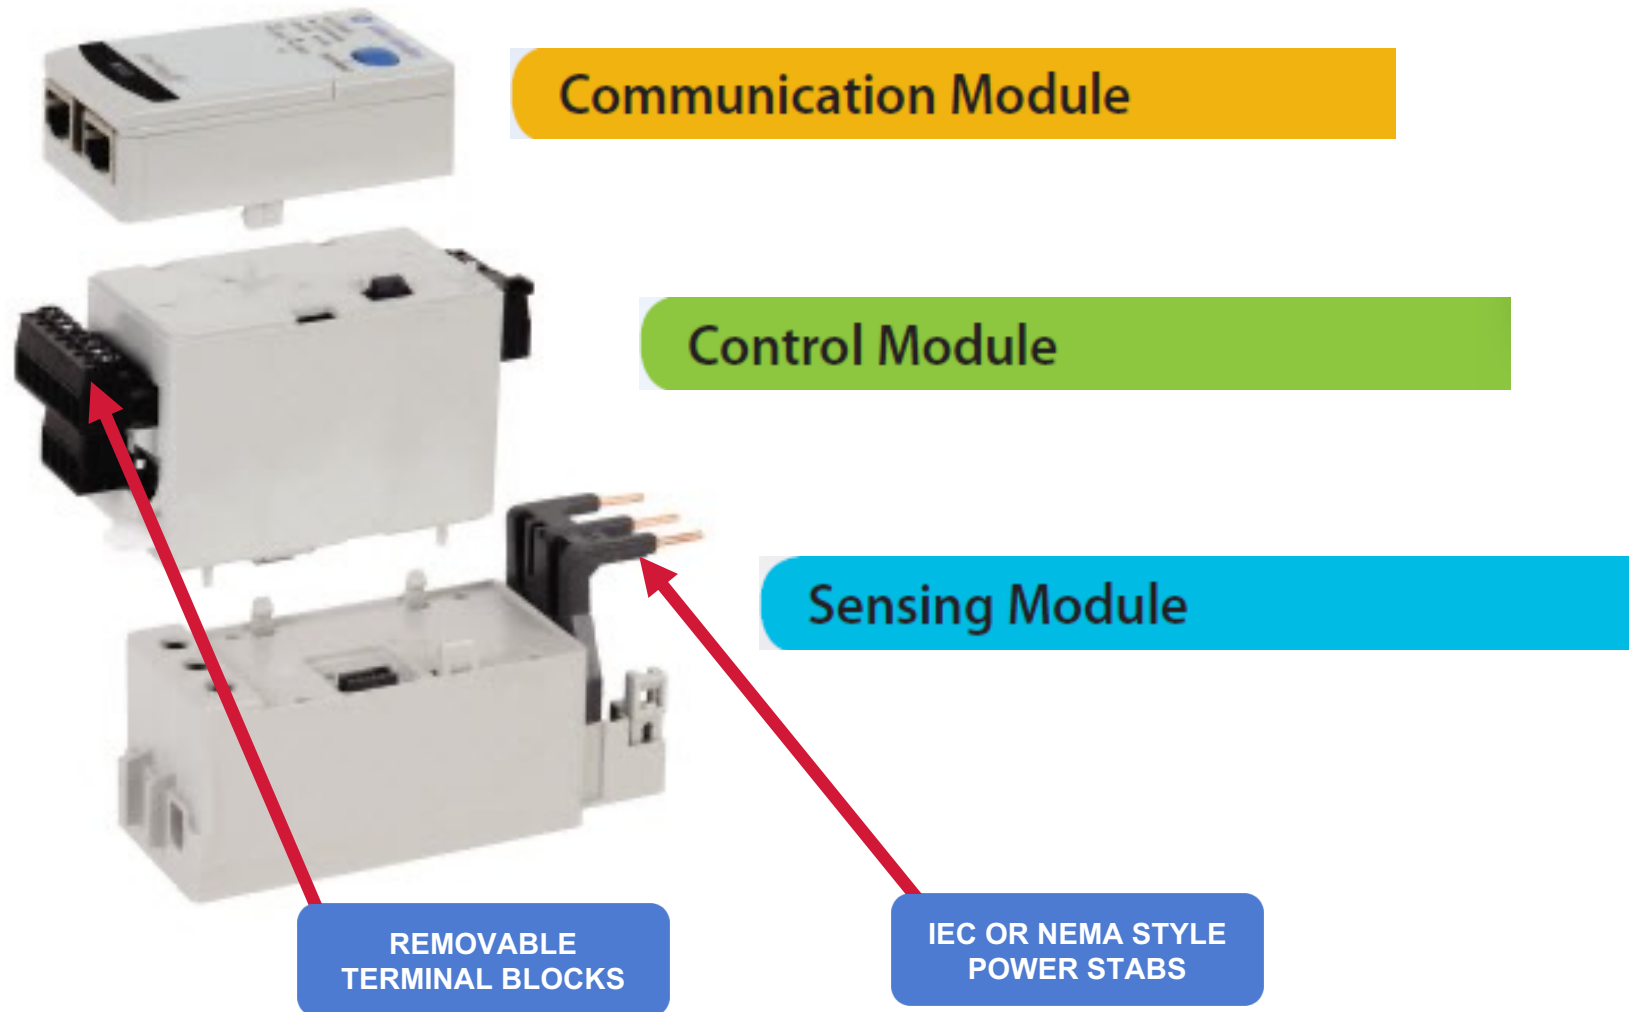 Communication Module
Control Module
Sensing Module
REMOVABLE
TERMINAL BLOCKS
IEC OR NEMA STYLE
POWER STABS